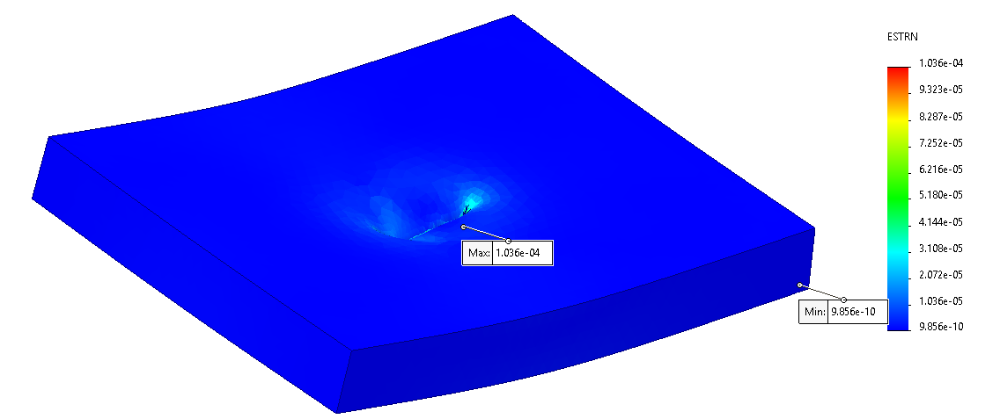 ESTRN
1.036e-04
9.323e-05
8.287e-05
7.252e-05
6.216e-05
5.180e-05
4.144e-05
3.108e-05
2.072e-05
1.036e-05
9.856e-10
Max: 1.036e-04
Min: 9.856e-10